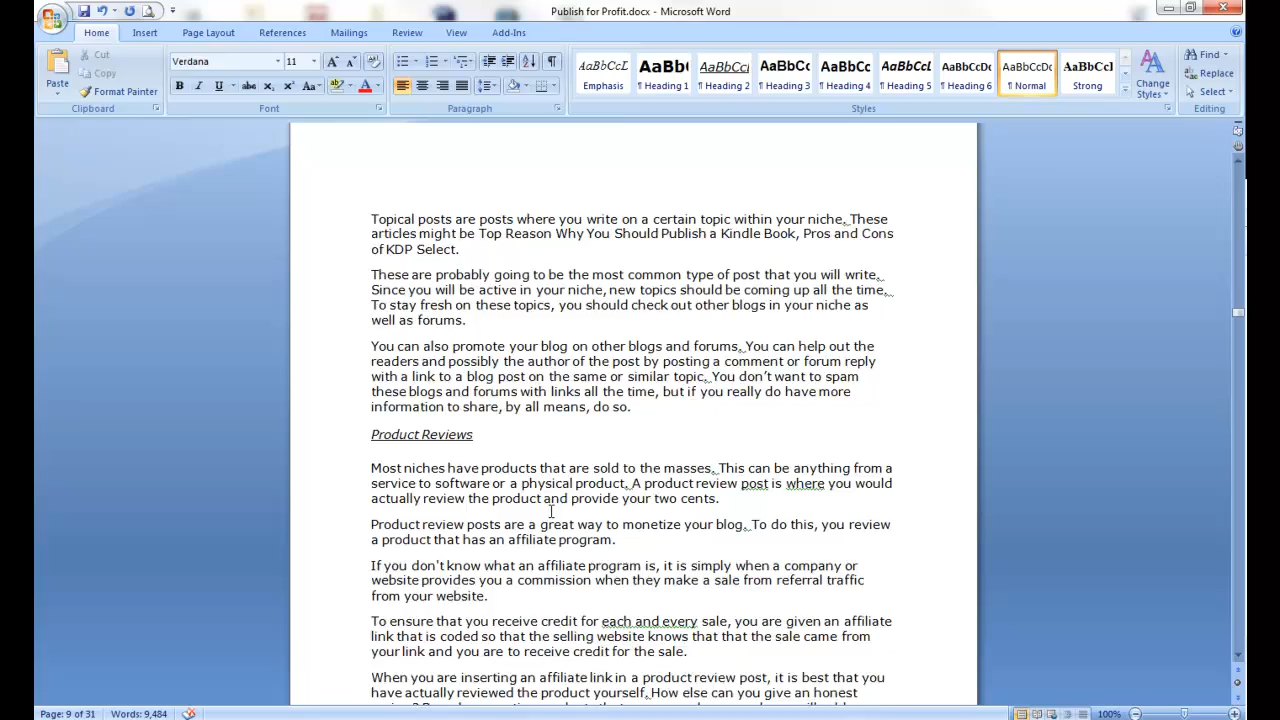 Publish for Profit.docx - Microsoft Word
Home Insert Page Layout References Mailings Review View Add-Ins
Paste
Cut
Copy
Format Painter
Clipboard
Verdana 11
Font
Paragraph
AaBbCcL AaBb( AaBbCcI AaBbCc AaBbCc AaBbCc AaBbCcDc AaBbCcDc AaBbCcl
Emphasis ¶ Heading 1 ¶ Heading 2 ¶ Heading 3 ¶ Heading 4 ¶ Heading 5 ¶ Heading 6 ¶ Normal Strong
Change Styles
Styles
Find
Replace
Select
Editing
Topical posts are posts where you write on a certain topic within your niche. These
articles might be Top Reason Why You Should Publish a Kindle Book, Pros and Cons
of KDP Select.
These are probably going to be the most common type of post that you will write.
Since you will be active in your niche, new topics should be coming up all the time.
To stay fresh on these topics, you should check out other blogs in your niche as
well as forums.
You can also promote your blog on other blogs and forums. You can help out the
readers and possibly the author of the post by posting a comment or forum reply
with a link to a blog post on the same or similar topic. You don’t want to spam
these blogs and forums with links all the time, but if you really do have more
information to share, by all means, do so.
Product Reviews
Most niches have products that are sold to the masses. This can be anything from a
service to software or a physical product. A product review post is where you would
actually review the product and provide your two cents.
Product review posts are a great way to monetize your blog. To do this, you review
a product that has an affiliate program.
If you don't know what an affiliate program is, it is simply when a company or
website provides you a commission when they make a sale from referral traffic
from your website.
To ensure that you receive credit for each and every sale, you are given an affiliate
link that is coded so that the selling website knows that that the sale came from
your link and you are to receive credit for the sale.
When you are inserting an affiliate link in a product review post, it is best that you
have actually reviewed the product yourself. How else can you give an honest
Page: 9 of 31 Words: 9,484 100%